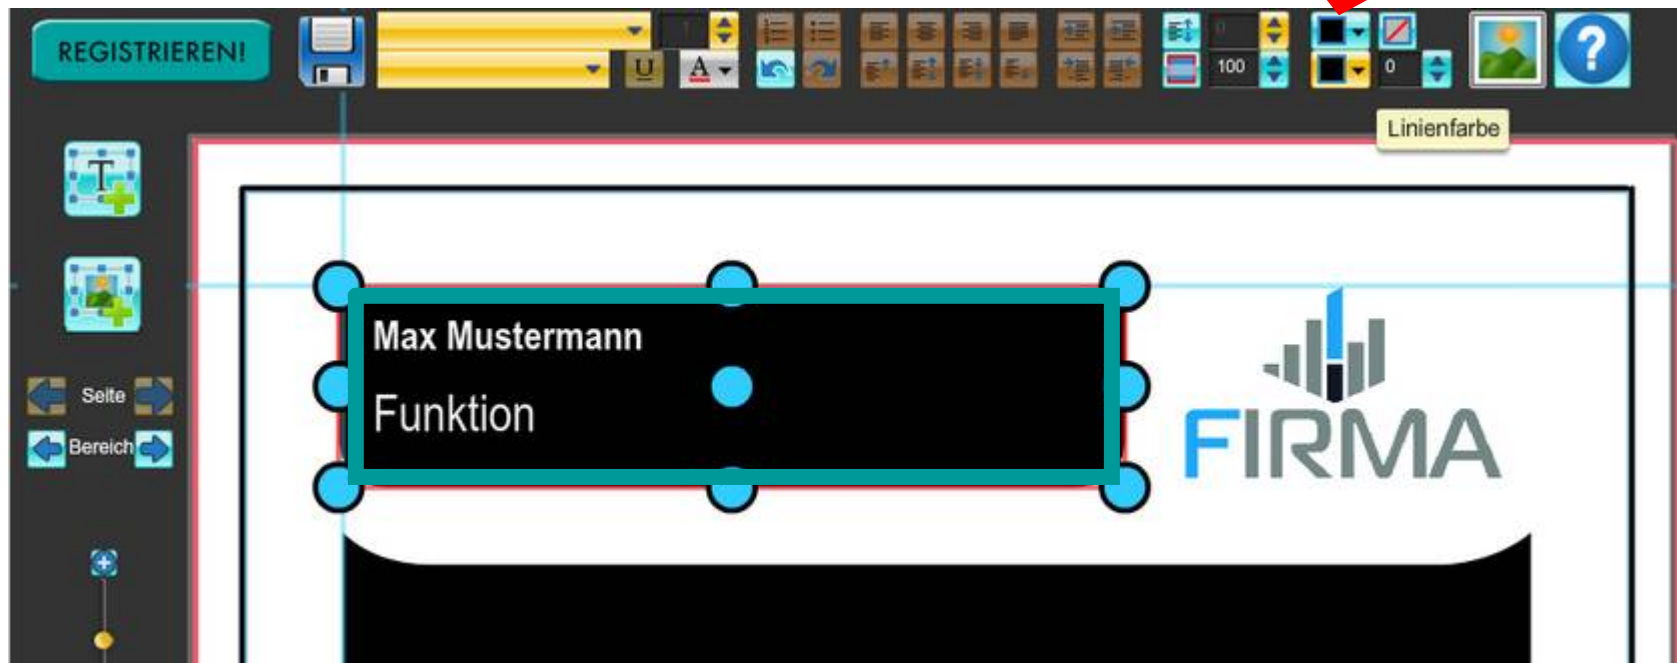 REGISTRIEREN!
U
A
100
0
?
Linienfarbe
T
Max Mustermann
Funktion
Seite
Bereich
FIRMA